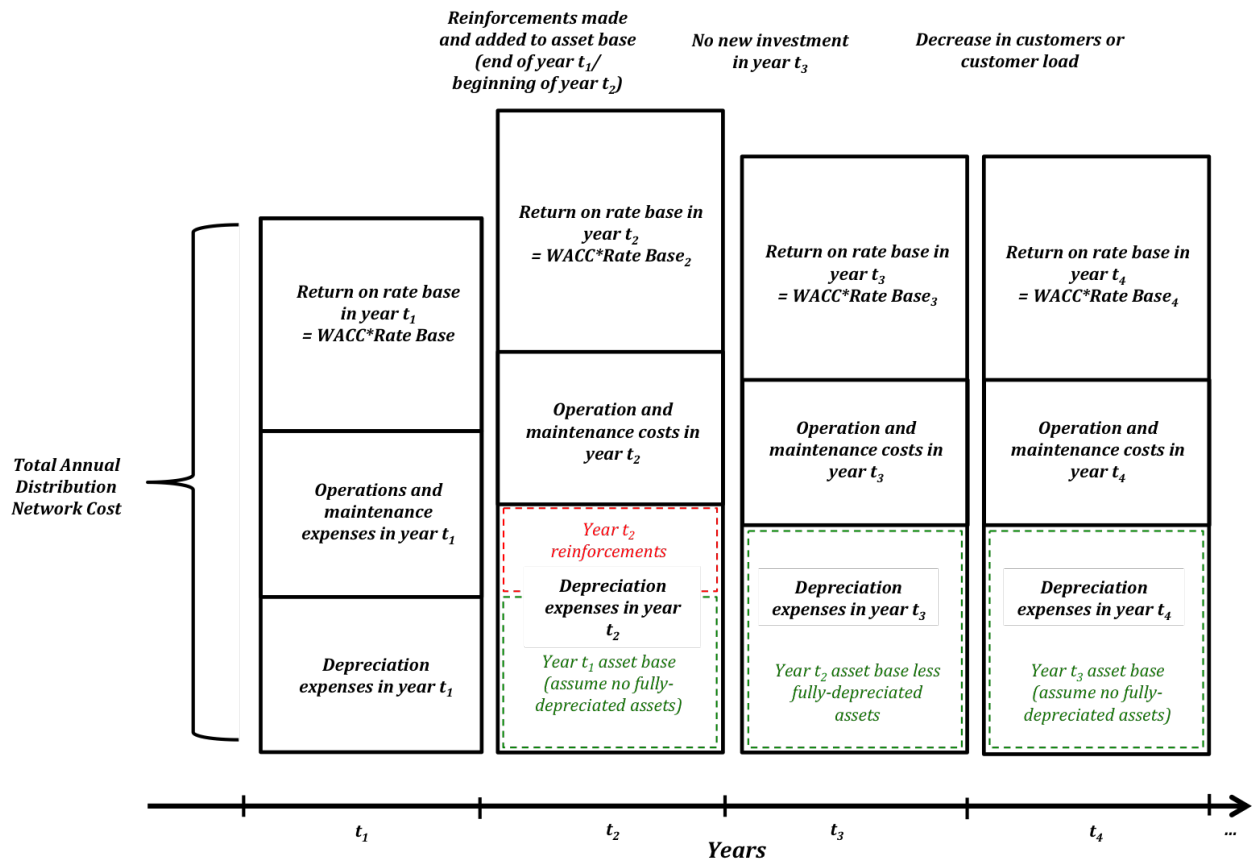 Reinforcements made
and added to asset base
(end of year t₁/
beginning of year t₂)
No new investment
in year t₃
Decrease in customers or
customer load
Total Annual
Distribution
Network Cost
Return on rate base
in year t₁
= WACC*Rate Base
Operations and
maintenance
expenses in year t₁
Depreciation
expenses in year t₁
Return on rate base in
year t₂
= WACC*Rate Base₂
Operation and
maintenance costs in
year t₂
Year t₂
reinforcements
Depreciation
expenses in year
t₂
Year t₁ asset base
(assume no fully-
depreciated assets)
Return on rate base in
year t₃
= WACC*Rate Base₃
Operation and
maintenance costs in
year t₃
Depreciation
expenses in year t₃
Year t₂ asset base less
fully-depreciated
assets
Return on rate base in
year t₄
= WACC*Rate Base₄
Operation and
maintenance costs in
year t₄
Depreciation
expenses in year t₄
Year t₃ asset base
(assume no fully-
depreciated assets)
t₁
t₂
t₃
t₄
...
Years